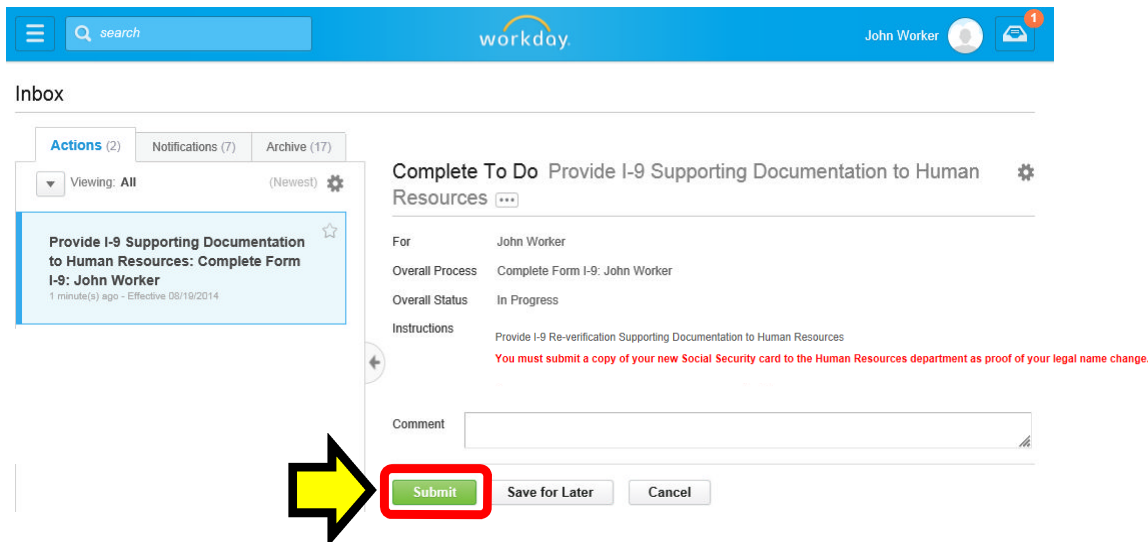 search
workday.
John Worker
1
Inbox
Actions (2)
Notifications (7)
Archive (17)
Viewing: All
(Newest)
Provide I-9 Supporting Documentation
to Human Resources: Complete Form
I-9: John Worker
1 minute(s) ago - Effective 08/19/2014
Complete To Do Provide I-9 Supporting Documentation to Human
Resources
For John Worker
Overall Process Complete Form I-9: John Worker
Overall Status In Progress
Instructions Provide I-9 Re-verification Supporting Documentation to Human Resources
You must submit a copy of your new Social Security card to the Human Resources department as proof of your legal name change.
Comment
Submit
Save for Later
Cancel